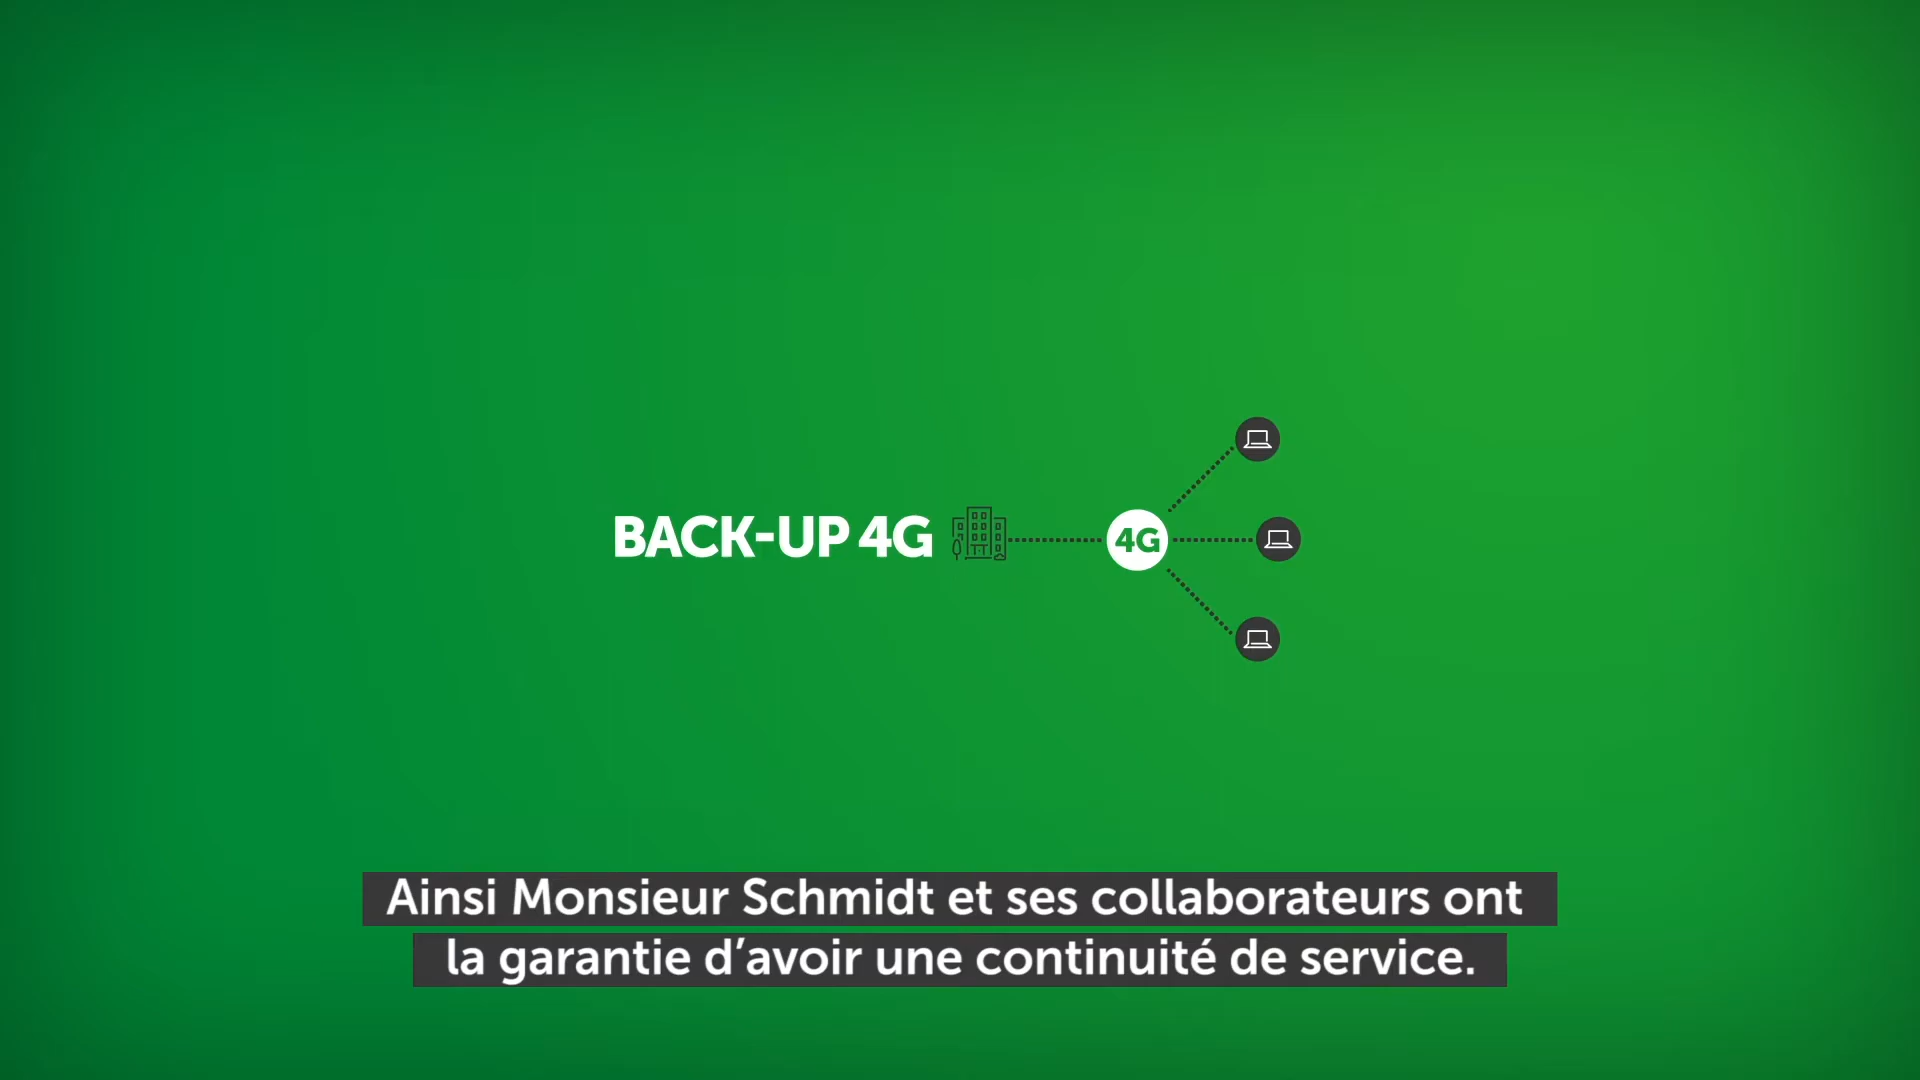 BACK-UP 4G
4G
Ainsi Monsieur Schmidt et ses collaborateurs ont
la garantie d’avoir une continuité de service.